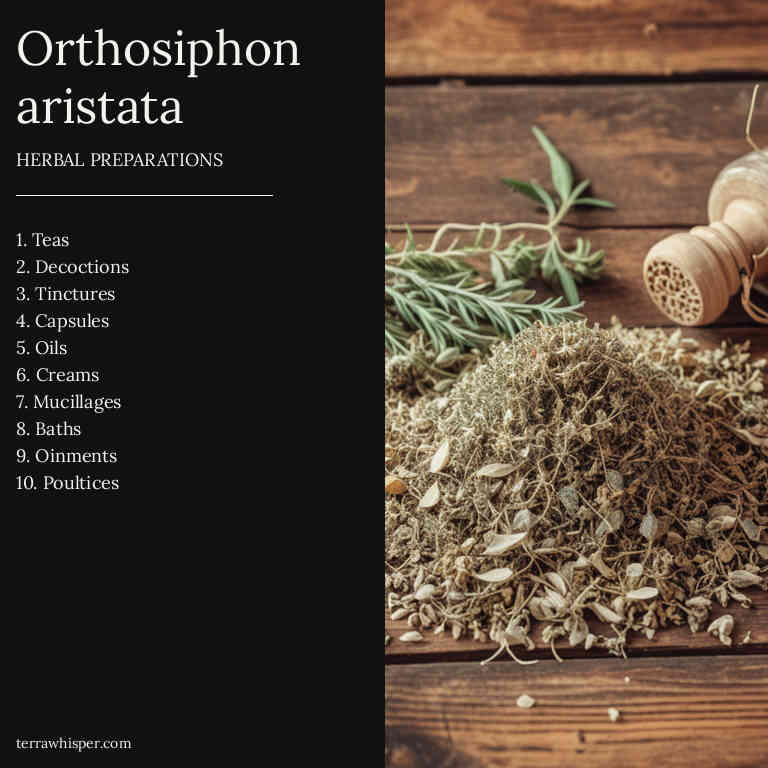 Orthosiphon
aristata
HERBAL PREPARATIONS
1. Teas
2. Decoctions
3. Tinctures
4. Capsules
5. Oils
6. Creams
7. Mucillages
8. Baths
9. Oinments
10. Poultices
terrawhisper.com